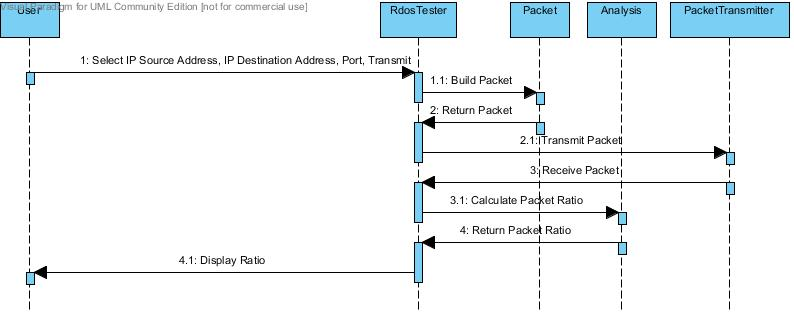 Visual Paradigm for UML Community Edition [not for commercial use]
User
RdosTester
Packet
Analysis
PacketTransmitter
1: Select IP Source Address, IP Destination Address, Port, Transmit
1.1: Build Packet
2: Return Packet
2.1: Transmit Packet
3: Receive Packet
3.1: Calculate Packet Ratio
4: Return Packet Ratio
4.1: Display Ratio